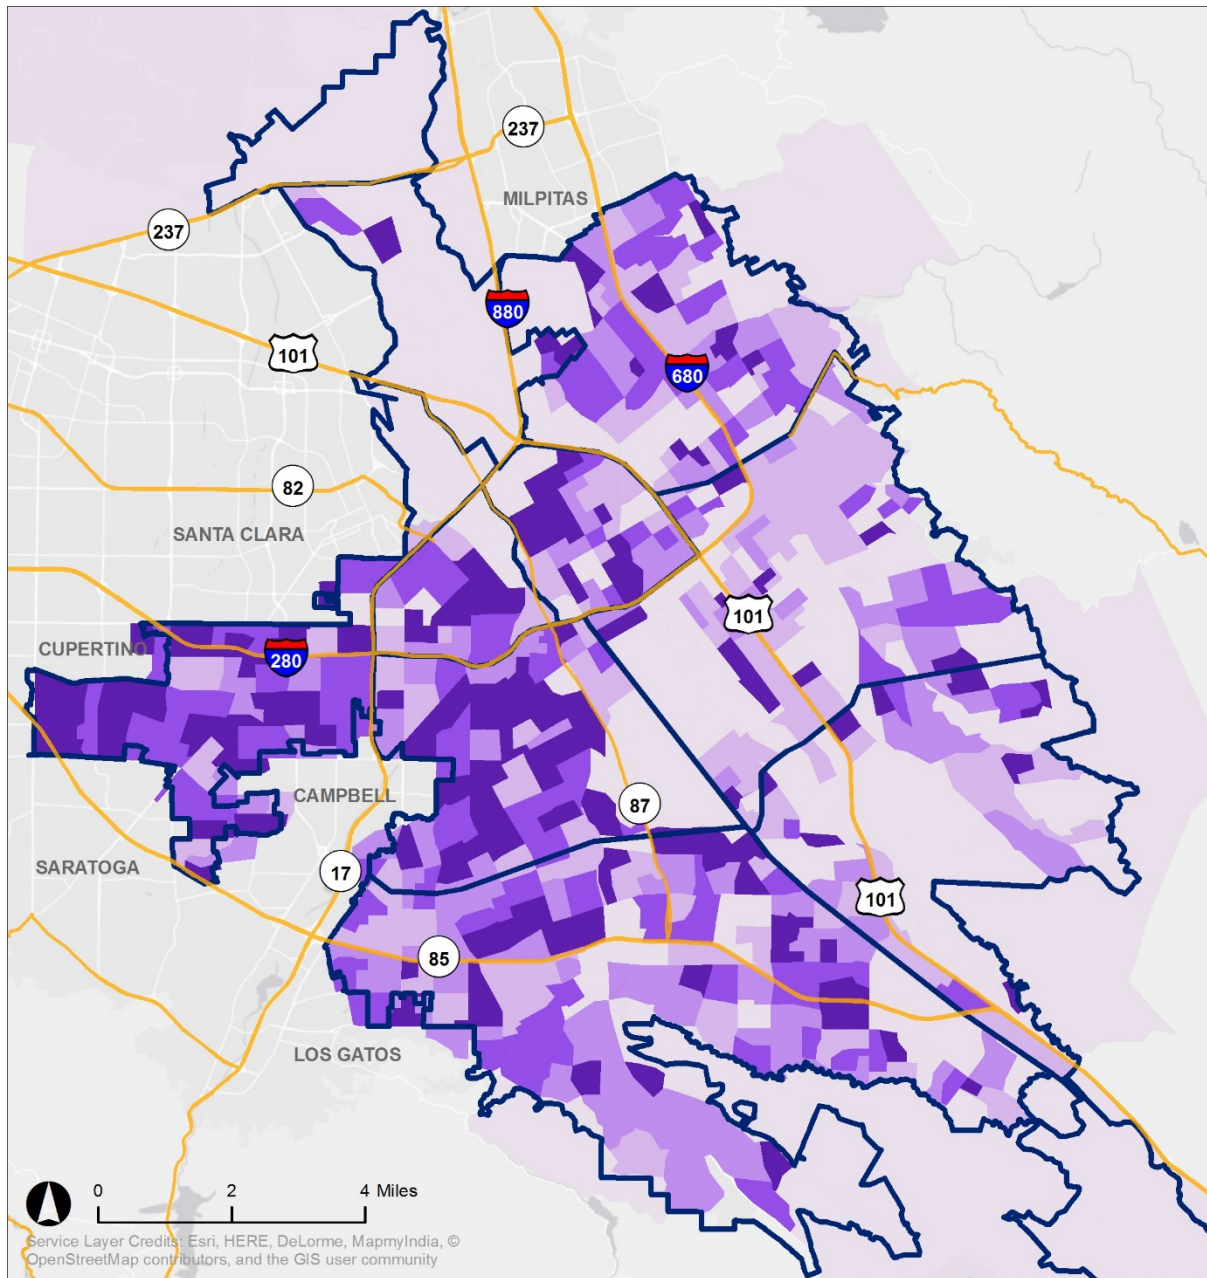 237
MILPITAS
237
880
101
680
82
SANTA CLARA
101
CUPERTINO
280
CAMPBELL
87
SARATOGA
17
101
85
LOS GATOS
0 2 4 Miles
Service Layer Credits: Esri, HERE, DeLorme, MapmyIndia, ©
OpenStreetMap contributors, and the GIS user community